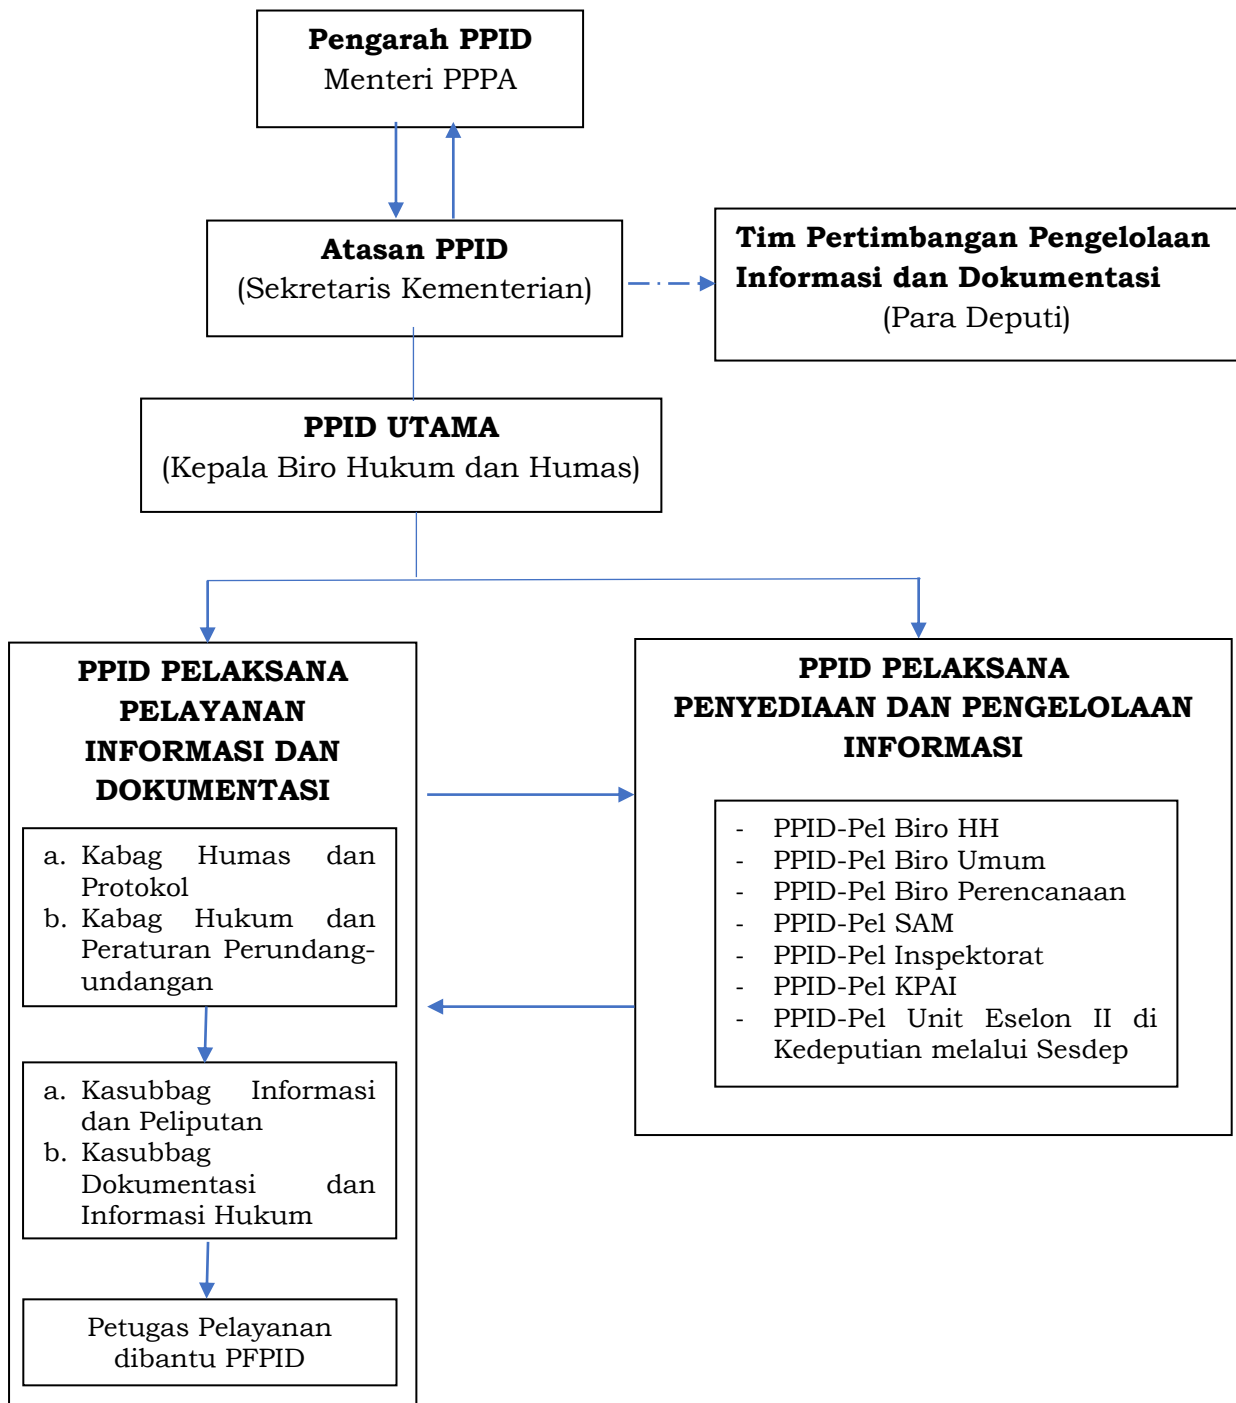 Pengarah PPID
Menteri PPPA
Atasan PPID
(Sekretaris Kementerian)
Tim Pertimbangan Pengelolaan
Informasi dan Dokumentasi
(Para Deputi)
PPID UTAMA
(Kepala Biro Hukum dan Humas)
PPID PELAKSANA
PELAYANAN
INFORMASI DAN
DOKUMENTASI
a. Kabag Humas dan
Protokol
b. Kabag Hukum dan
Peraturan Perundang-
undangan
a. Kasubbag Informasi
dan Peliputan
b. Kasubbag
Dokumentasi dan
Informasi Hukum
Petugas Pelayanan
dibantu PFPID
PPID PELAKSANA
PENYEDIAAN DAN PENGELOLAAN
INFORMASI
- PPID-Pel Biro HH
- PPID-Pel Biro Umum
- PPID-Pel Biro Perencanaan
- PPID-Pel SAM
- PPID-Pel Inspektorat
- PPID-Pel KPAI
- PPID-Pel Unit Eselon II di
Kedeputian melalui Sesdep